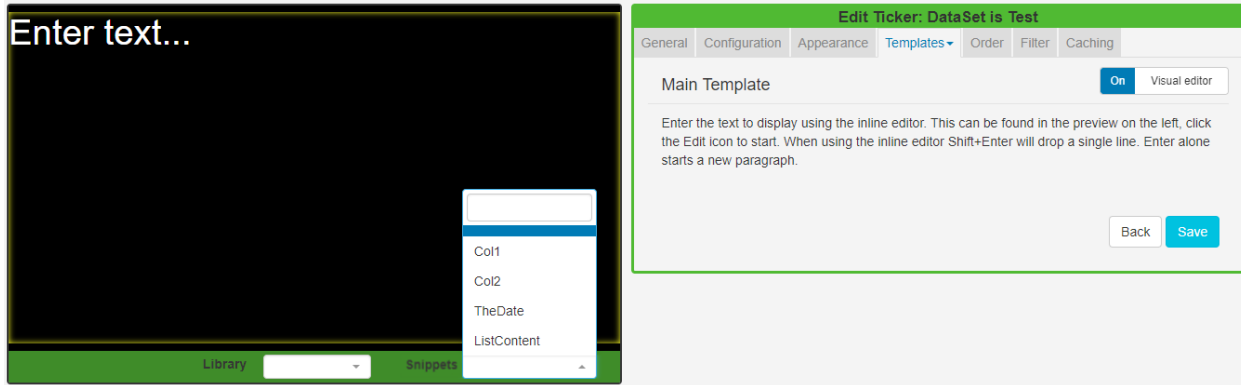 Enter text...
Col1
Col2
TheDate
ListContent
Library
Snippets
Edit Ticker: DataSet is Test
General Configuration Appearance Templates Order Filter Caching
Main Template
On Visual editor
Enter the text to display using the inline editor. This can be found in the preview on the left, click
the Edit icon to start. When using the inline editor Shift+Enter will drop a single line. Enter alone
starts a new paragraph.
Back Save